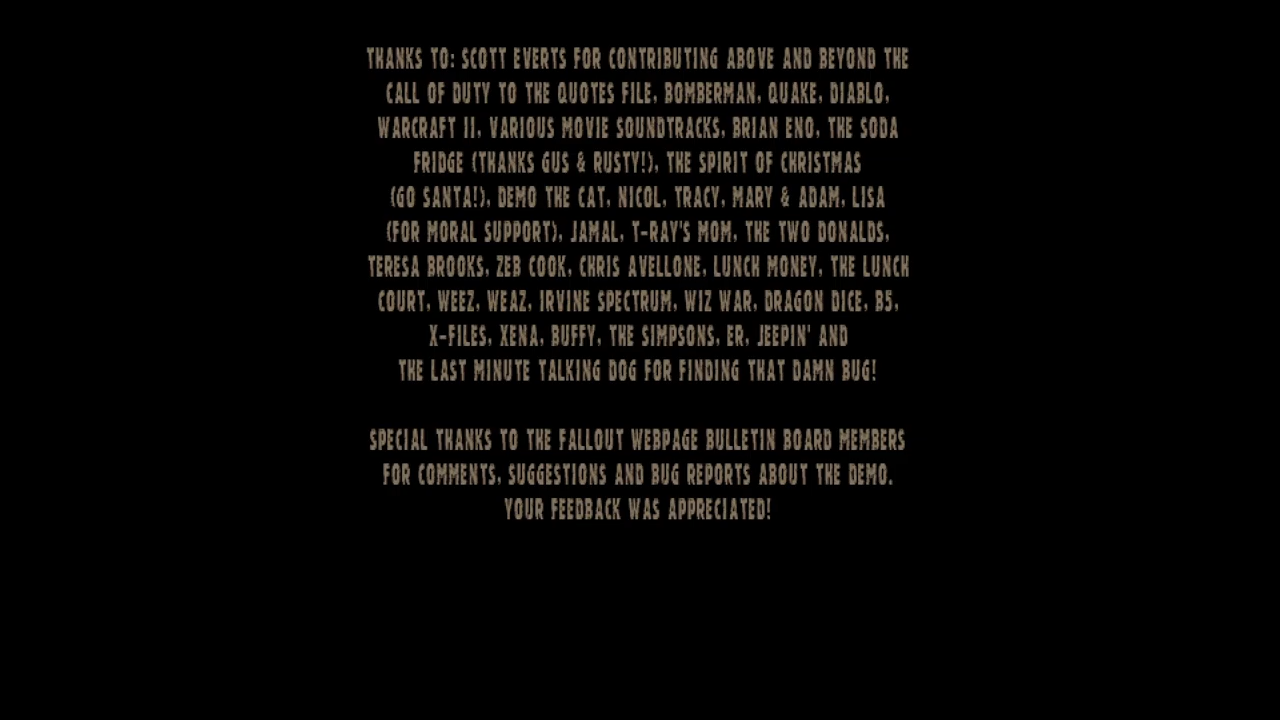 THANKS TO: SCOTT EVERTS FOR CONTRIBUTING ABOVE AND BEYOND THE
CALL OF DUTY TO THE QUOTES FILE, BOMBERMAN, QUAKE, DIABLO,
WARCRAFT II, VARIOUS MOVIE SOUNDTRACKS, BRIAN ENO, THE SODA
FRIDGE (THANKS GUS & RUSTY!), THE SPIRIT OF CHRISTMAS
(GO SANTA!), DEMO THE CAT, NICOL, TRACY, MARY & ADAM, LISA
(FOR MORAL SUPPORT), JAMAL, T-RAY'S MOM, THE TWO DONALDS,
TERESA BROOKS, ZEB COOK, CHRIS AVELLONE, LUNCH MONEY, THE LUNCH
COURT, WEEZ, WEAZ, IRVINE SPECTRUM, WIZ WAR, DRAGON DICE, B5,
X-FILES, XENA, BUFFY, THE SIMPSONS, ER, JEEPIN' AND
THE LAST MINUTE TALKING DOG FOR FINDING THAT DAMN BUG!
SPECIAL THANKS TO THE FALLOUT WEBPAGE BULLETIN BOARD MEMBERS
FOR COMMENTS, SUGGESTIONS AND BUG REPORTS ABOUT THE DEMO.
YOUR FEEDBACK WAS APPRECIATED!